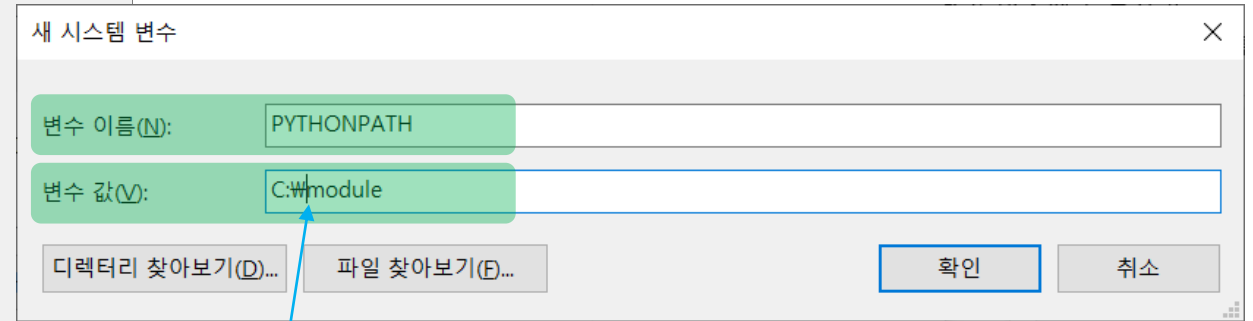 새 시스템 변수
변수 이름(N): PYTHONPATH
변수 값(V): C:₩module
디렉터리 찾아보기(D)... 파일 찾아보기(F)... 확인 취소